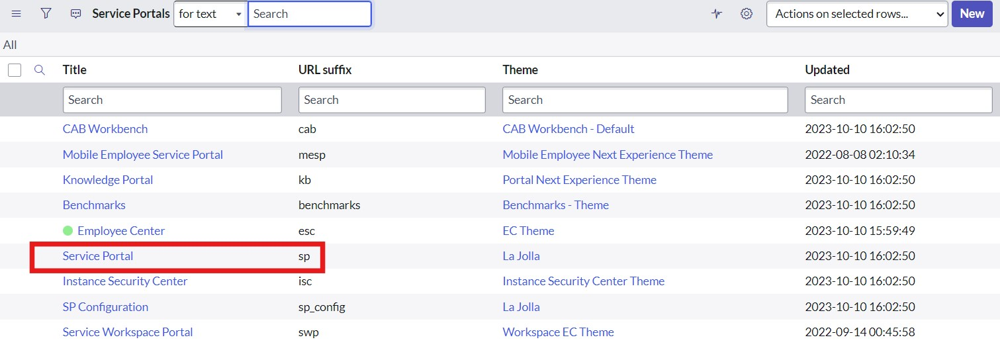 Service Portals for text Search Actions on selected rows... New
All
Title URL suffix Theme Updated
Search Search Search Search
CAB Workbench cab CAB Workbench - Default 2023-10-10 16:02:50
Mobile Employee Service Portal mesp Mobile Employee Next Experience Theme 2022-08-08 02:10:34
Knowledge Portal kb Portal Next Experience Theme 2023-10-10 16:02:50
Benchmarks benchmarks Benchmarks - Theme 2023-10-10 16:02:50
Employee Center esc EC Theme 2023-10-10 15:59:49
Service Portal sp La Jolla 2023-10-10 16:02:50
Instance Security Center isc Instance Security Center Theme 2023-10-10 16:02:50
SP Configuration sp_config La Jolla 2023-10-10 16:02:50
Service Workspace Portal swp Workspace EC Theme 2022-09-14 00:45:58